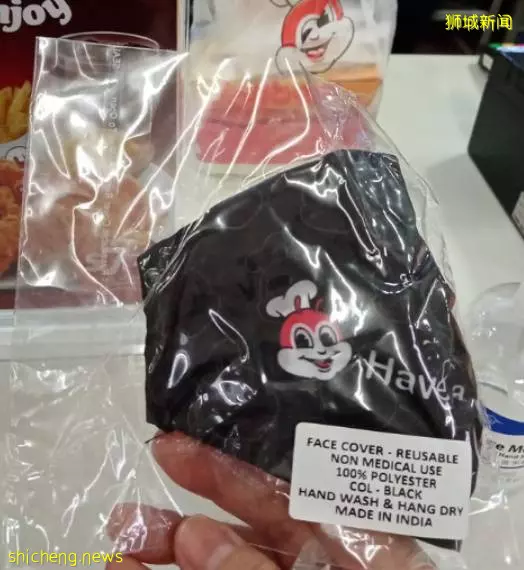 njoy
狮城新闻
Have a
FACE COVER - REUSABLE
NON MEDICAL USE
100% POLYESTER
COL - BLACK
HAND WASH & HANG DRY
MADE IN INDIA
shicheng.news